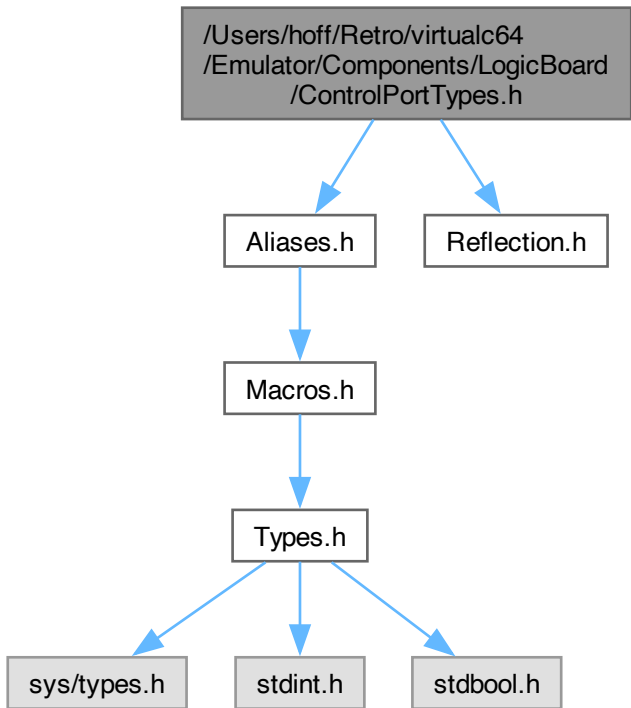 /Users/hoff/Retro/virtualc64
/Emulator/Components/LogicBoard
/ControlPortTypes.h
Aliases.h
Reflection.h
Macros.h
Types.h
sys/types.h
stdint.h
stdbool.h